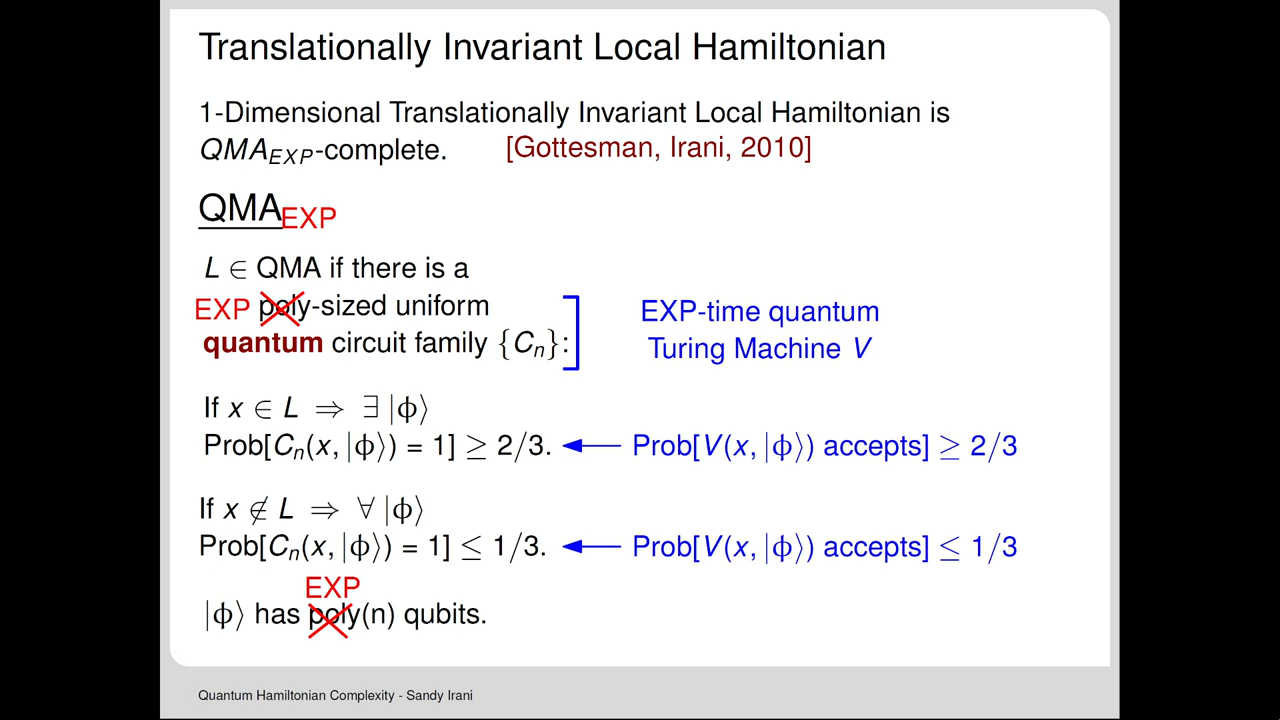 Translationally Invariant Local Hamiltonian
1-Dimensional Translationally Invariant Local Hamiltonian is
QMA_EXP-complete. [Gottesman, Irani, 2010]
QMA_EXP
L ∈ QMA if there is a
EXP poly-sized uniform
quantum circuit family {C_n}:
EXP-time quantum
Turing Machine V
If x ∈ L ⇒ ∃ |ϕ⟩
Prob[C_n(x, |ϕ⟩) = 1] ≥ 2/3. Prob[V(x, |ϕ⟩) accepts] ≥ 2/3
If x ∉ L ⇒ ∀ |ϕ⟩
Prob[C_n(x, |ϕ⟩) = 1] ≤ 1/3. Prob[V(x, |ϕ⟩) accepts] ≤ 1/3
EXP
|ϕ⟩ has poly(n) qubits.
Quantum Hamiltonian Complexity - Sandy Irani